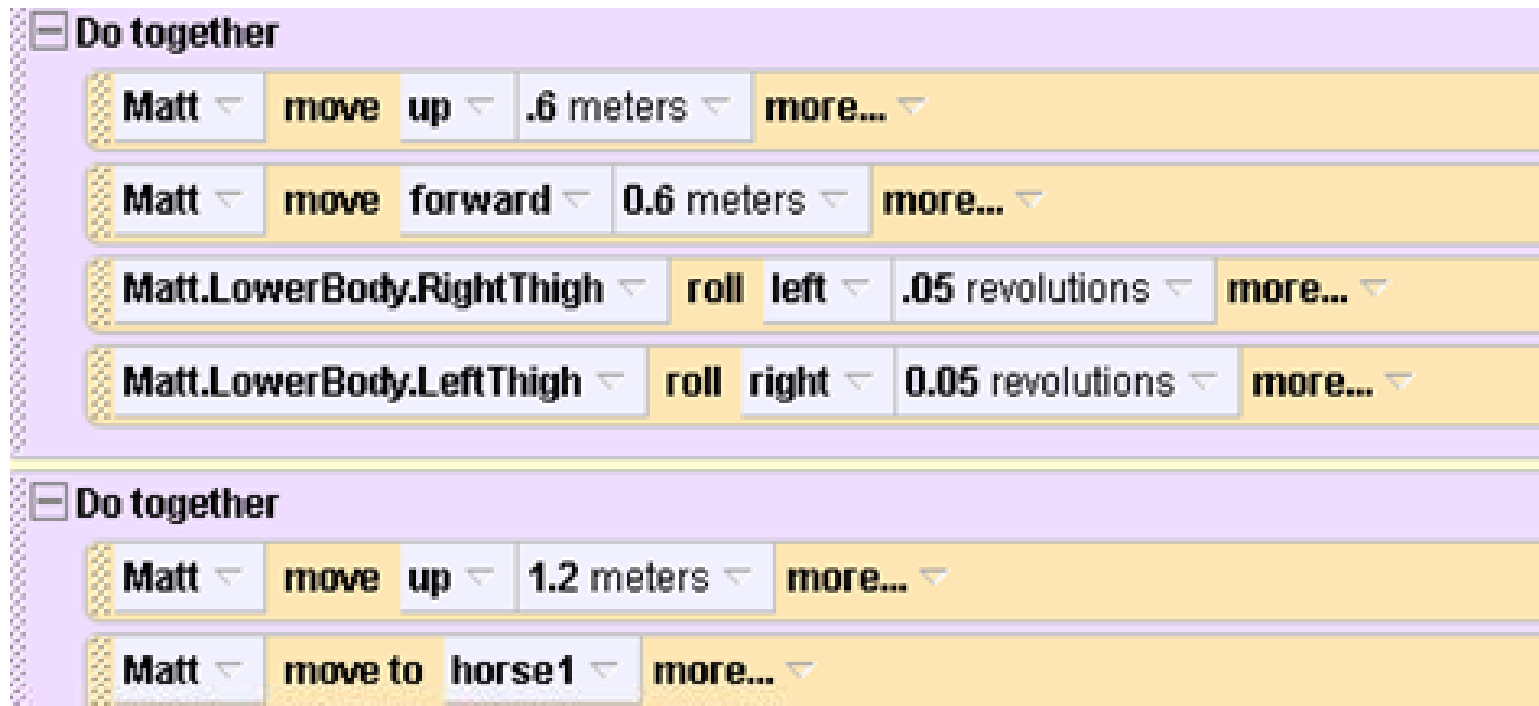 Do together
Matt move up .6 meters more...
Matt move forward 0.6 meters more...
Matt.LowerBody.RightThigh roll left .05 revolutions more...
Matt.LowerBody.LeftThigh roll right 0.05 revolutions more...
Do together
Matt move up 1.2 meters more...
Matt move to horse1 more...